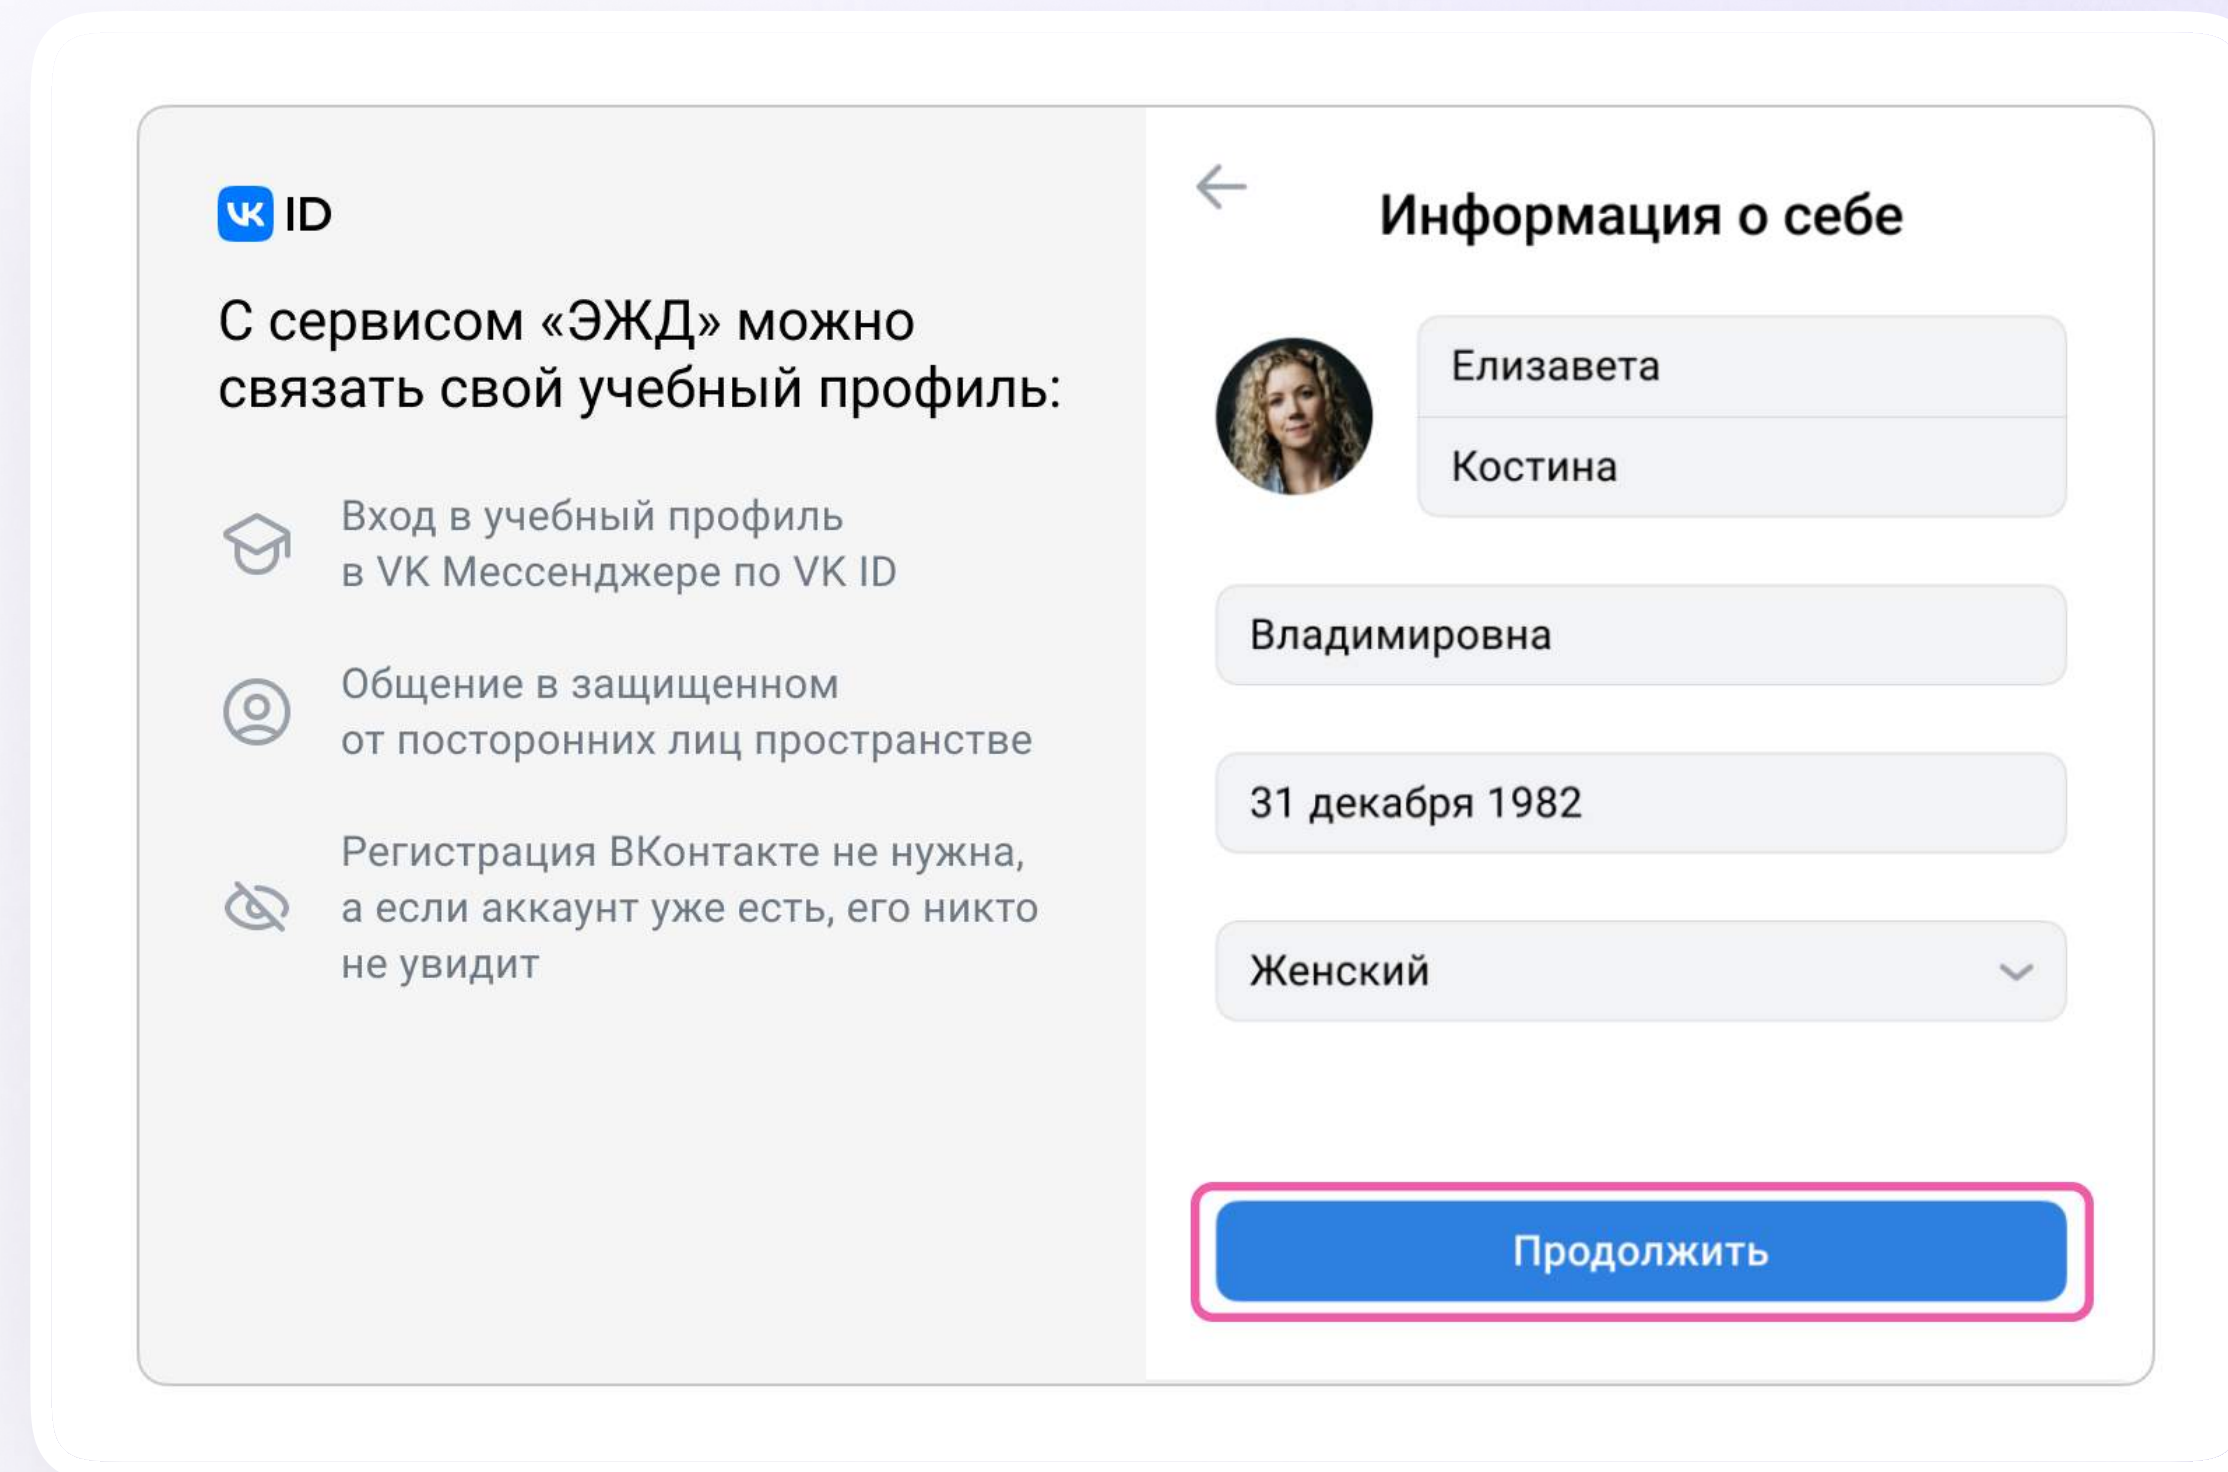 VK ID
С сервисом «ЭЖД» можно
связать свой учебный профиль:
Вход в учебный профиль
в VK Мессенджере по VK ID
Общение в защищенном
от посторонних лиц пространстве
Регистрация ВКонтакте не нужна,
а если аккаунт уже есть, его никто
не увидит
Информация о себе
Елизавета
Костина
Владимировна
31 декабря 1982
Женский
Продолжить